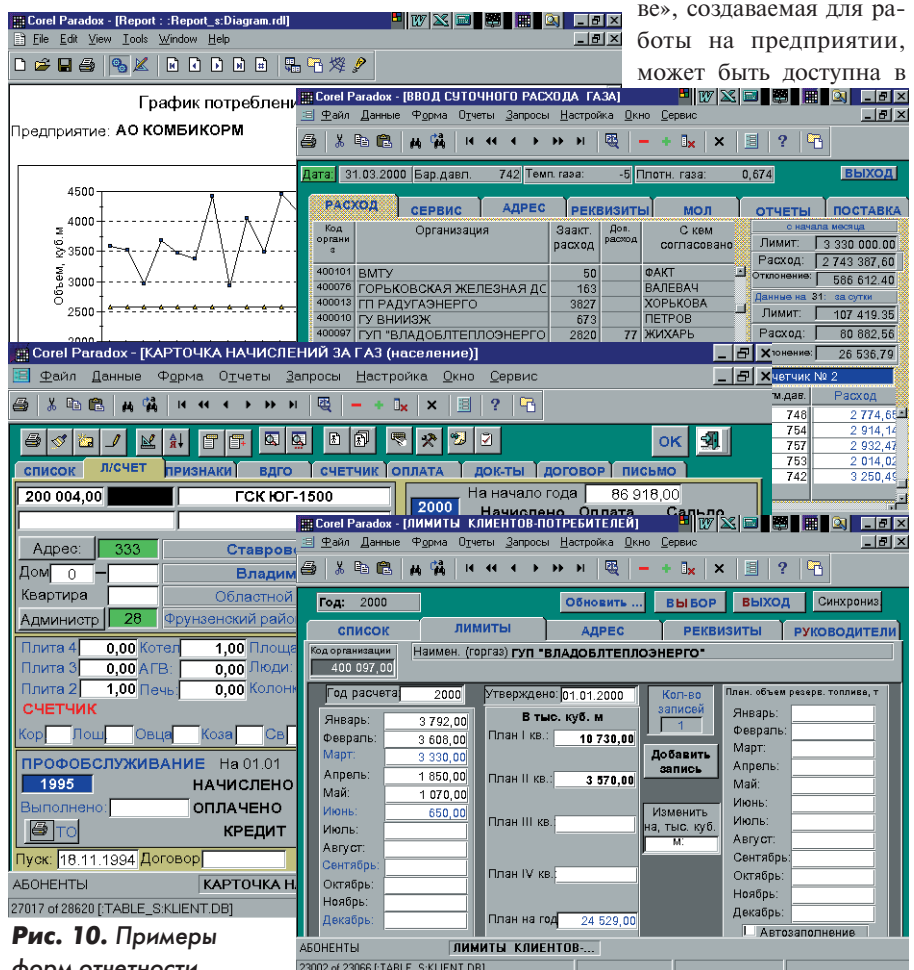 ве», создаваемая для ра-
боты на предприятии,
может быть доступна в
Corel Paradox - [Report : :Report_s:Diagram.rdl]
File Edit View Tools Window Help
График потреблени
Предприятие: АО КОМБИКОРМ
Объем, куб.м
4500
4000
3500
3000
2500
2000
Corel Paradox - [ВВОД СУТОЧНОГО РАСХОДА ГАЗА]
Файл Данные Форма Отчеты Запросы Настройка Окно Сервис
Дата: 31.03.2000 Бар.давл. 742 Темп. газа: -5 Плотн. газа: 0,674 ВЫХОД
РАСХОД СЕРВИС АДРЕС РЕКВИЗИТЫ МОЛ ОТЧЕТЫ ПОСТАВКА
Код органи з Организация Заакт. расход Доп. расход С кем согласовано
400101 ВМТУ 50 ФАКТ
400076 ГОРЬКОВСКАЯ ЖЕЛЕЗНАЯ ДО 163 ВАЛЕВАЧ
400013 ГП РАДУГАЭНЕРГО 3827 ХОРЬКОВА
400010 ГУ ВНИИЗЖ 673 ПЕТРОВ
400097 ГУП "ВЛАДОБЛТЕПЛОЭНЕРГО 2820 77 ЖИХАРЬ
с начала месяца
Лимит: 3 330 000.00
Расход: 2 743 387,60
Отклонение: 586 612.40
Данные на 31: за сутки
Лимит: 107 419.35
Расход: 80 882,56
тонение: 26 536,79
четчик № 2
м.дав. Расход
748 2 774,65
754 2 914,14
757 2 932,47
753 2 014,02
742 3 250,49
Corel Paradox - [КАРТОЧКА НАЧИСЛЕНИЙ ЗА ГАЗ (население)]
Файл Данные Форма Отчеты Запросы Настройка Окно Сервис
OK
СПИСОК Л/СЧЕТ ПРИЗНАКИ ВДГО СЧЕТЧИК ОПЛАТА ДОК-ТЫ ДОГОВОР ПИСЬМО
200 004,00 ГСК ЮГ-1500
На начало года 86 918,00
2000 Начислено Оплата Сальдо
Адрес: 333 Ставрово
Дом 0 – Владим
Квартира Областной
Администр 28 Фрунзенский райо
Плита 4 0,00 Котел 1,00 Площа
Плита 3 0,00 АГВ: 0,00 Люди:
Плита 2 1,00 Печь: 0,00 Колонк
СЧЕТЧИК
Кор Лош Овца Коза Св
ПРОФОБСЛУЖИВАНИЕ На 01.01
1995 НАЧИСЛЕНО
Выполнено: ОПЛАЧЕНО
ТО КРЕДИТ
Пуск: 18.11.1994 Договор
АБОНЕНТЫ КАРТОЧКА Н
27017 of 28620 [:TABLE_S:KLIENT.DB]
Corel Paradox - [ЛИМИТЫ КЛИЕНТОВ-ПОТРЕБИТЕЛЕЙ]
Файл Данные Форма Отчеты Запросы Настройка Окно Сервис
Год: 2000 Обновить ... ВЫБОР ВЫХОД Синхрониз
СПИСОК ЛИМИТЫ АДРЕС РЕКВИЗИТЫ РУКОВОДИТЕЛИ
Код организации Наимен. (горгаз) ГУП "ВЛАДОБЛТЕПЛОЭНЕРГО"
400 097,00
Год расчета 2000
Январь: 3 792,00
Февраль: 3 608,00
Март: 3 330,00
Апрель: 1 850,00
Май: 1 070,00
Июнь: 650,00
Июль:
Август:
Сентябрь:
Октябрь:
Ноябрь:
Декабрь:
Утверждено: 01.01.2000
В тыс. куб. м
План I кв.: 10 730,00
План II кв.: 3 570,00
План III кв.
План IV кв.
План на год 24 529,00
Кол-во записей
1
Добавить запись
Изменить на, тыс. куб. м:
План. объем резерв. топлива, т
Январь:
Февраль:
Март:
Апрель:
Май:
Июнь:
Июль:
Август:
Сентябрь:
Октябрь:
Ноябрь:
Декабрь:
Автозаполнение
АБОНЕНТЫ ЛИМИТЫ КЛИЕНТОВ-...
23002 of 23066 [:TABLE_S:KLIENT.DB]
Рис. 10. Примеры
форм отчетности